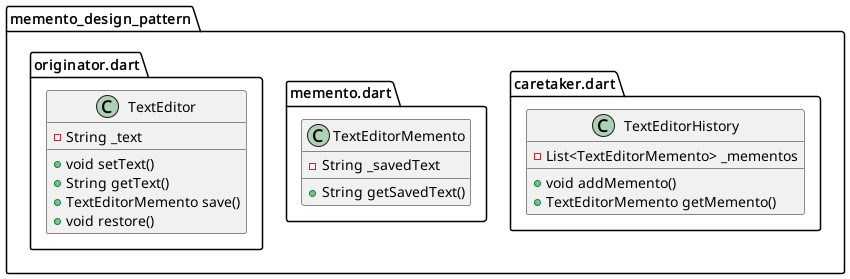 memento_design_pattern
originator.dart
C TextEditor
String _text
void setText()
String getText()
TextEditorMemento save()
void restore()
memento.dart
C TextEditorMemento
String _savedText
String getSavedText()
caretaker.dart
C TextEditorHistory
List<TextEditorMemento> _mementos
void addMemento()
TextEditorMemento getMemento()